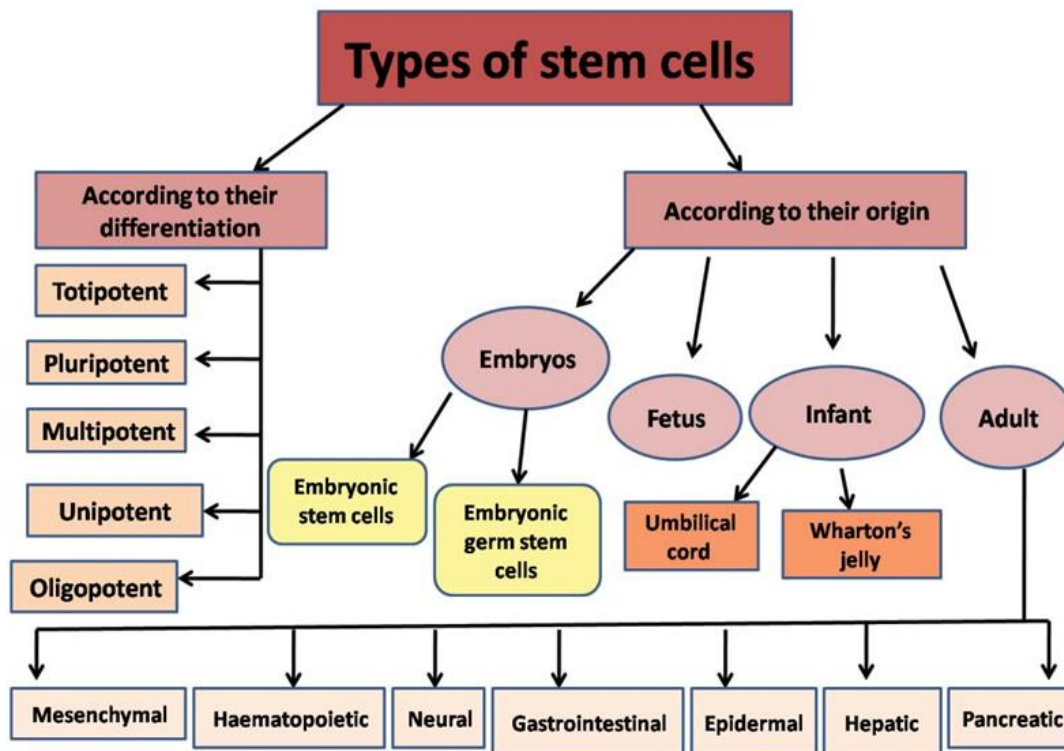 Types of stem cells
According to their
differentiation
According to their origin
Totipotent
Pluripotent
Multipotent
Unipotent
Oligopotent
Embryos
Fetus
Infant
Adult
Embryonic
stem cells
Embryonic
germ stem
cells
Umbilical
cord
Wharton's
jelly
Mesenchymal
Haematopoietic
Neural
Gastrointestinal
Epidermal
Hepatic
Pancreatic